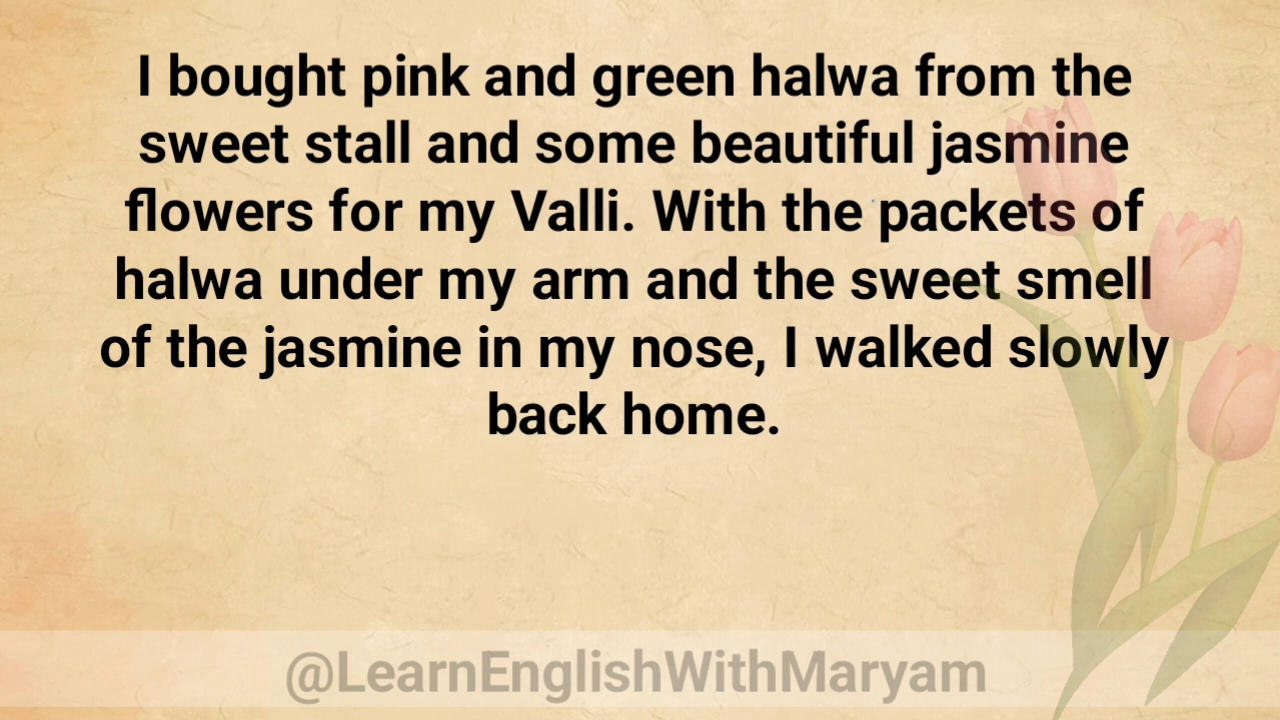 I bought pink and green halwa from the
sweet stall and some beautiful jasmine
flowers for my Valli. With the packets of
halwa under my arm and the sweet smell
of the jasmine in my nose, I walked slowly
back home.
@LearnEnglishWithMaryam